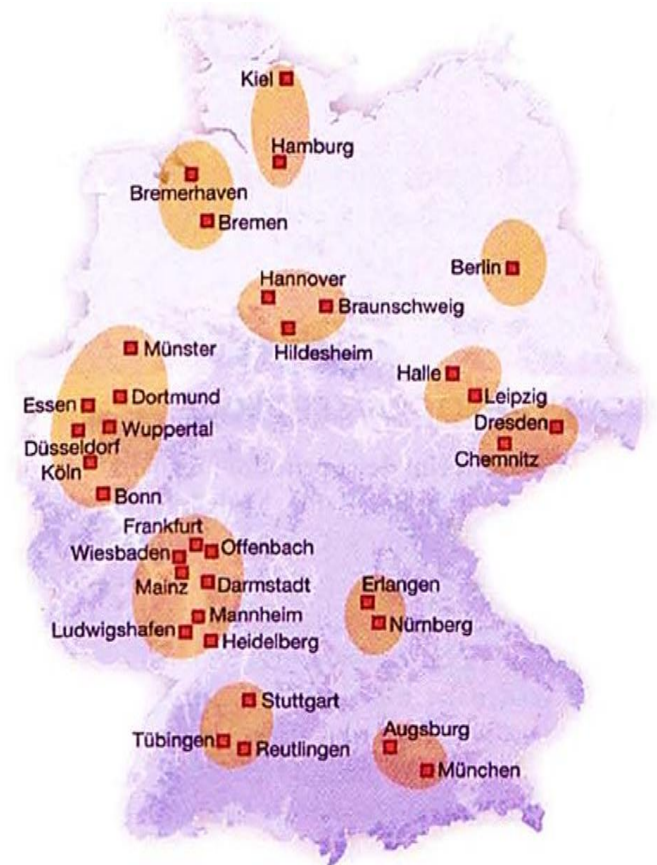 Kiel
Hamburg
Bremerhaven
Bremen
Berlin
Hannover
Braunschweig
Hildesheim
Münster
Halle
Leipzig
Essen
Dortmund
Dresden
Wuppertal
Düsseldorf
Chemnitz
Köln
Bonn
Frankfurt
Wiesbaden
Offenbach
Mainz
Darmstadt
Erlangen
Mannheim
Nürnberg
Ludwigshafen
Heidelberg
Stuttgart
Augsburg
Tübingen
Reutlingen
München